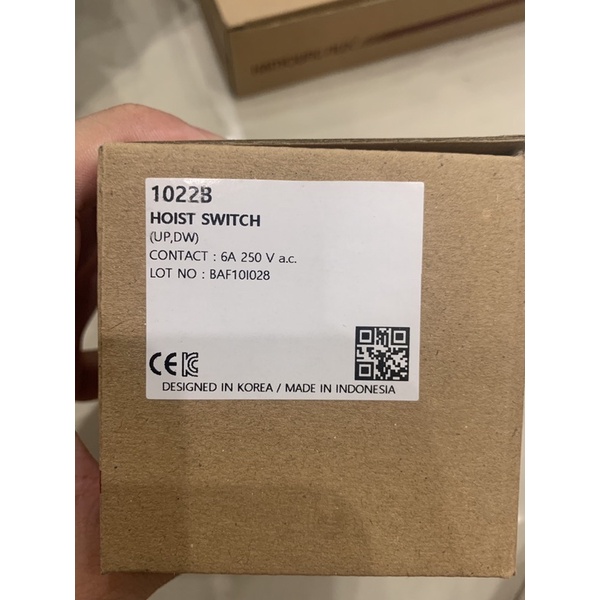 1022B
HOIST SWITCH
(UP,DW)
CONTACT : 6A 250 V a.c.
LOT NO : BAF10I028
CE
DESIGNED IN KOREA / MADE IN INDONESIA